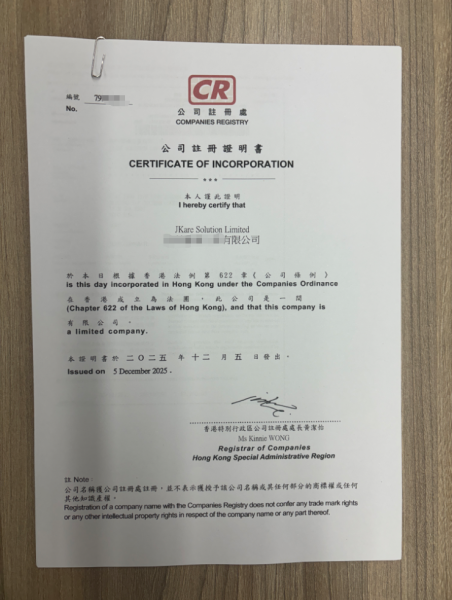 編號 79
No.
CR
公司註冊處
COMPANIES REGISTRY
公司註冊證明書
CERTIFICATE OF INCORPORATION
本人謹此證明
I hereby certify that
JKare Solution Limited
有限公司
於本日根據香港法例第622章《公司條例》
is this day incorporated in Hong Kong under the Companies Ordinance
在香港成立為法團，此公司是一間
(Chapter 622 of the Laws of Hong Kong), and that this company is
有限公司。
a limited company.
本證明書於二〇二五年十二月五日發出。
Issued on 5 December 2025.
香港特別行政區公司註冊處處長黃潔怡
Ms Kinnie WONG
Registrar of Companies
Hong Kong Special Administrative Region
註 Note:
公司名稱獲公司註冊處註冊，並不表示獲授予該公司名稱或其任何部分的商標權或任何
其他知識產權。
Registration of a company name with the Companies Registry does not confer any trade mark rights
or any other intellectual property rights in respect of the company name or any part thereof.